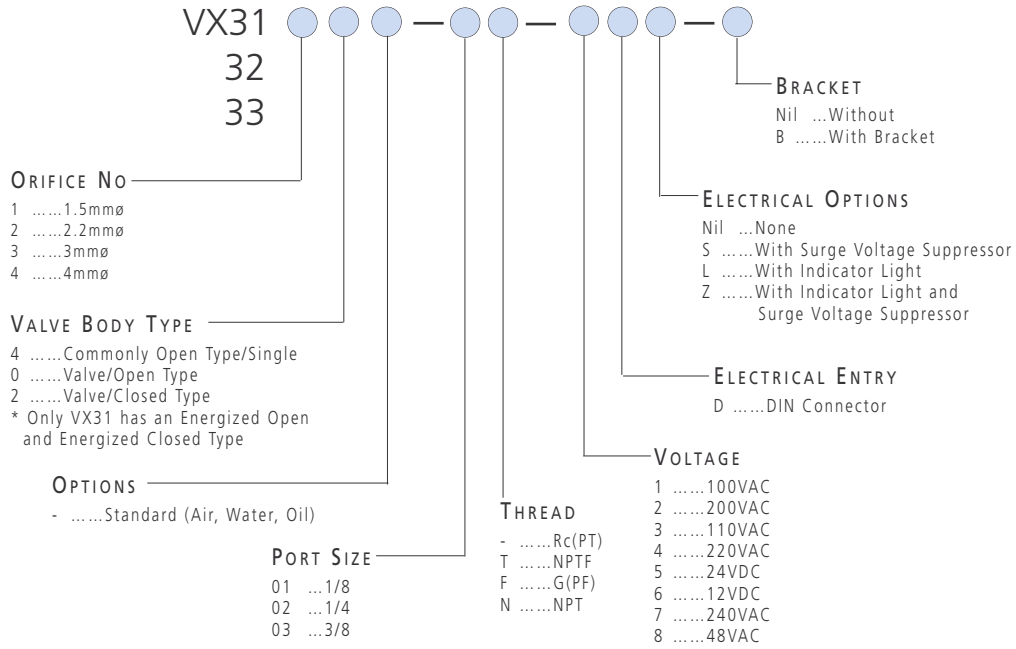 VX31 — — —
32
33
BRACKET
Nil ...Without
B ......With Bracket
ORIFICE NO
1 ......1.5mmø
2 ......2.2mmø
3 ......3mmø
4 ......4mmø
ELECTRICAL OPTIONS
Nil ...None
S ......With Surge Voltage Suppressor
L ......With Indicator Light
Z ......With Indicator Light and
Surge Voltage Suppressor
VALVE BODY TYPE
4 ......Commonly Open Type/Single
0 ......Valve/Open Type
2 ......Valve/Closed Type
* Only VX31 has an Energized Open
and Energized Closed Type
ELECTRICAL ENTRY
D ......DIN Connector
OPTIONS
- ......Standard (Air, Water, Oil)
PORT SIZE
01 ...1/8
02 ...1/4
03 ...3/8
THREAD
- ......Rc(PT)
T ......NPTF
F ......G(PF)
N ......NPT
VOLTAGE
1 ......100VAC
2 ......200VAC
3 ......110VAC
4 ......220VAC
5 ......24VDC
6 ......12VDC
7 ......240VAC
8 ......48VAC